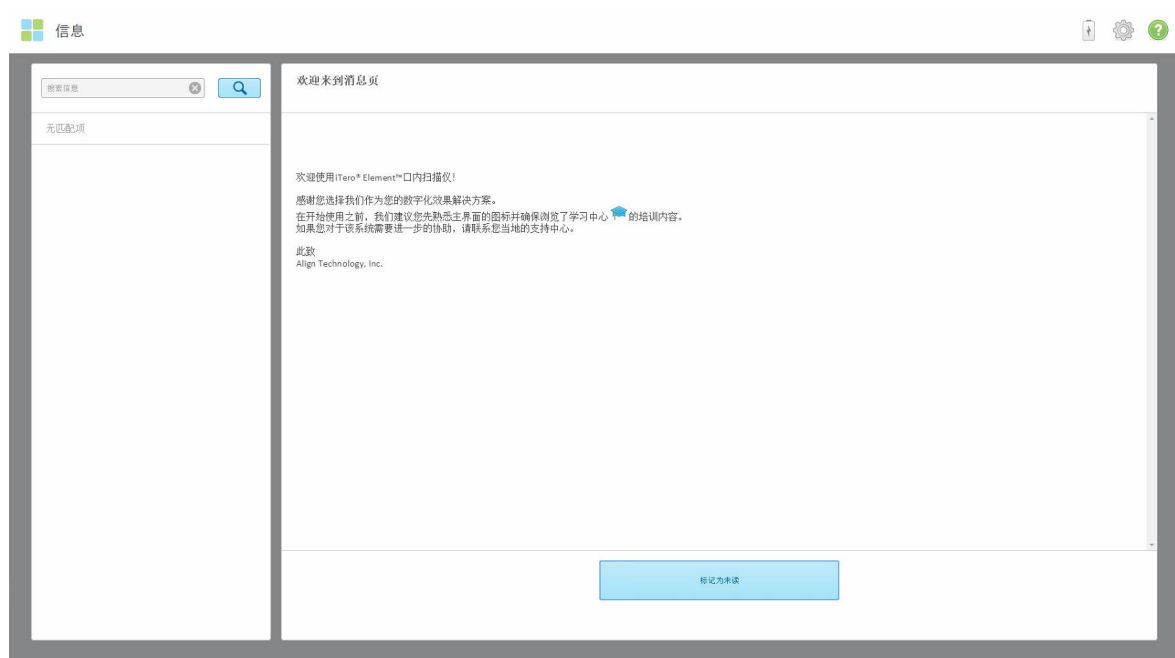 信息
搜索信息
无匹配项
欢迎来到消息页
欢迎使用iTero® Element™口内扫描仪！
感谢您选择我们作为您的数字化效果解决方案。
在开始使用之前，我们建议您先熟悉主界面的图标并确保浏览了学习中心 的培训内容。
如果您对于该系统需要进一步的协助，请联系您当地的支持中心。
此致
Align Technology, Inc.
标记为未读